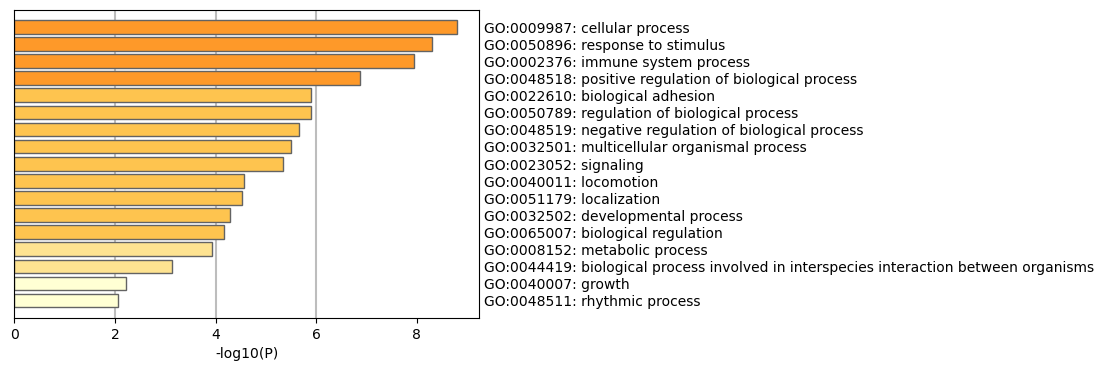 GO:0009987: cellular process
GO:0050896: response to stimulus
GO:0002376: immune system process
GO:0048518: positive regulation of biological process
GO:0022610: biological adhesion
GO:0050789: regulation of biological process
GO:0048519: negative regulation of biological process
GO:0032501: multicellular organismal process
GO:0023052: signaling
GO:0040011: locomotion
GO:0051179: localization
GO:0032502: developmental process
GO:0065007: biological regulation
GO:0008152: metabolic process
GO:0044419: biological process involved in interspecies interaction between organisms
GO:0040007: growth
GO:0048511: rhythmic process
0 2 4 6 8
-log10(P)